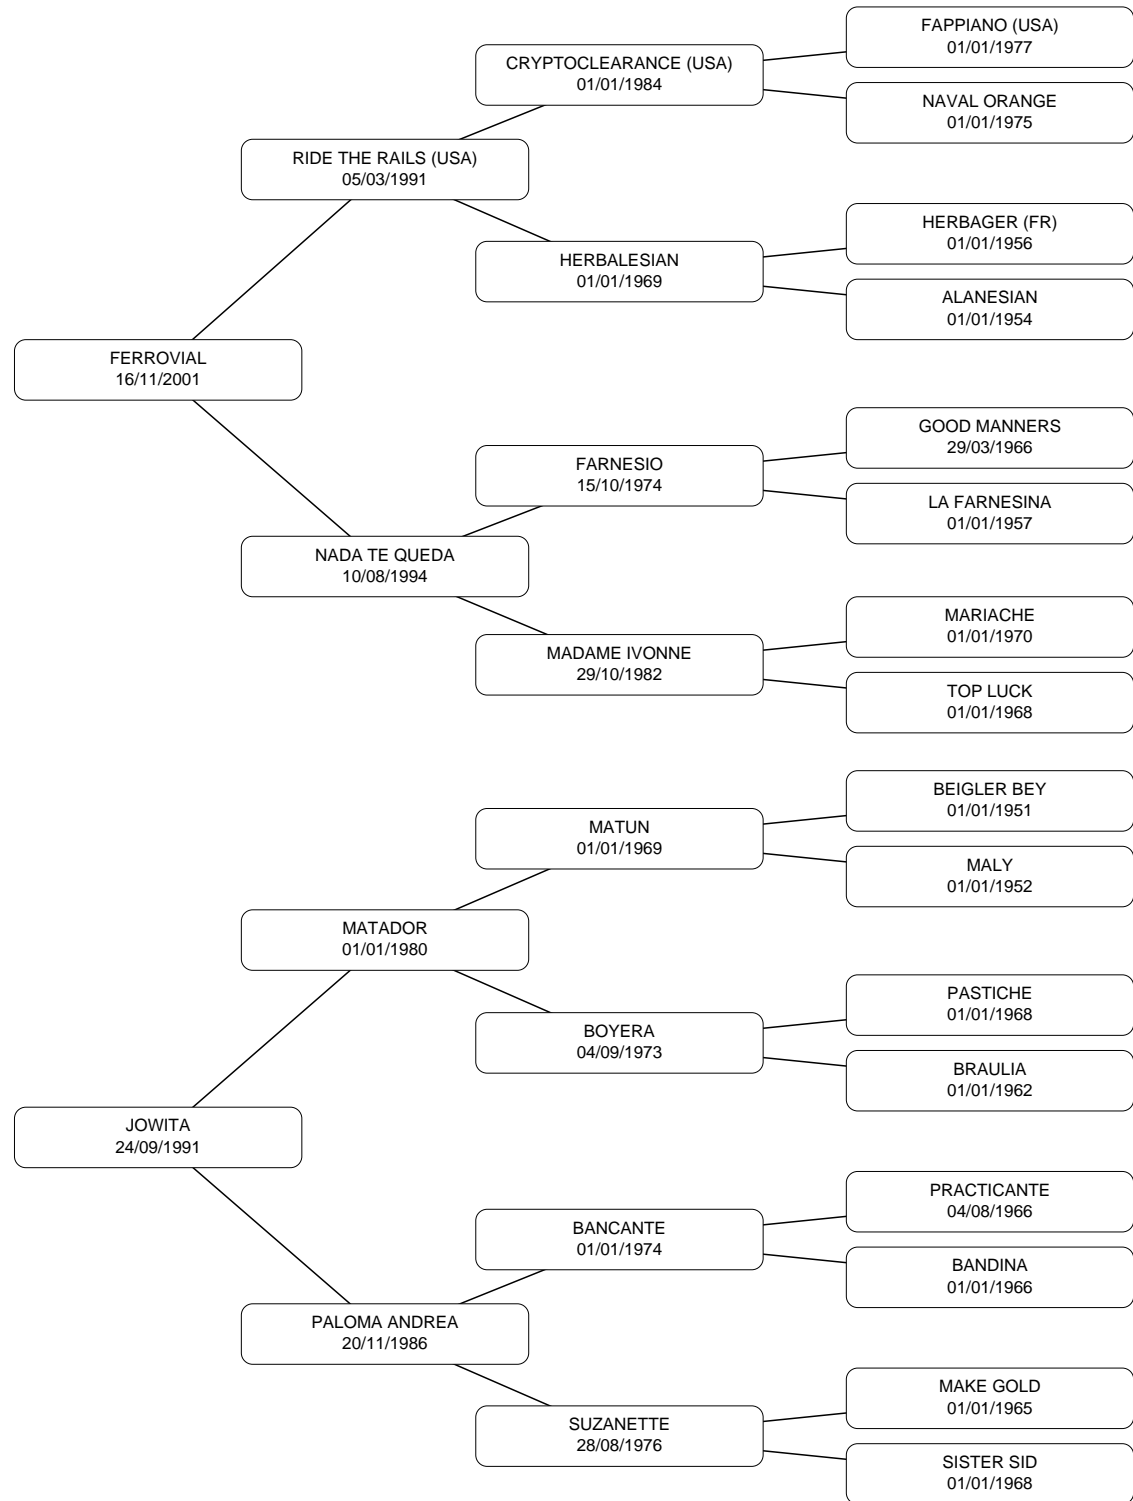 FAPPIANO (USA)
01/01/1977
CRYPTOCLEARANCE (USA)
01/01/1984
NAVAL ORANGE
01/01/1975
RIDE THE RAILS (USA)
05/03/1991
HERBAGER (FR)
01/01/1956
HERBALESIAN
01/01/1969
ALANESIAN
01/01/1954
FERROVIAL
16/11/2001
GOOD MANNERS
29/03/1966
FARNESIO
15/10/1974
LA FARNESINA
01/01/1957
NADA TE QUEDA
10/08/1994
MARIACHE
01/01/1970
MADAME IVONNE
29/10/1982
TOP LUCK
01/01/1968
BEIGLER BEY
01/01/1951
MATUN
01/01/1969
MALY
01/01/1952
MATADOR
01/01/1980
PASTICHE
01/01/1968
BOYERA
04/09/1973
BRAULIA
01/01/1962
JOWITA
24/09/1991
PRACTICANTE
04/08/1966
BANCANTE
01/01/1974
BANDINA
01/01/1966
PALOMA ANDREA
20/11/1986
MAKE GOLD
01/01/1965
SUZANETTE
28/08/1976
SISTER SID
01/01/1968